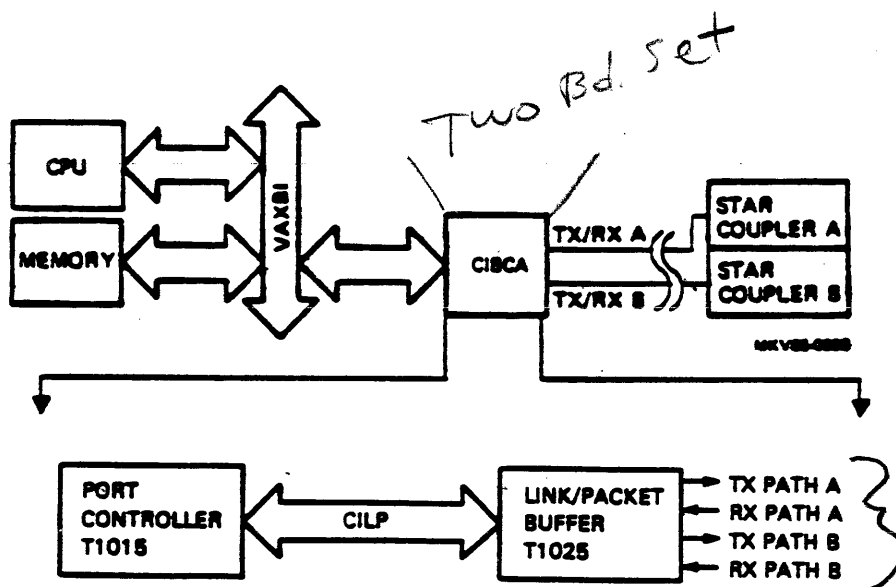 Two Bd. Set
CPU
MEMORY
VAXBI
CIBCA
TX/RX A
TX/RX B
STAR
COUPLER A
STAR
COUPLER B
PORT
CONTROLLER
T1015
CILP
LINK/PACKET
BUFFER
T1025
TX PATH A
RX PATH A
TX PATH B
RX PATH B